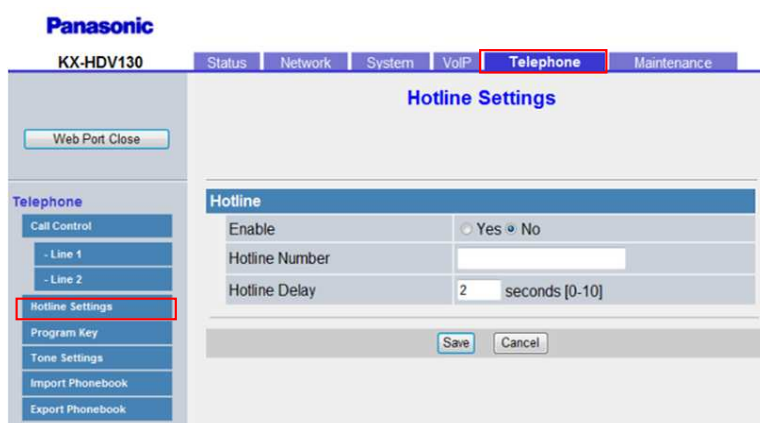 Panasonic
KX-HDV130
Status Network System VoIP Telephone Maintenance
Hotline Settings
Web Port Close
Telephone
Call Control
- Line 1
- Line 2
Hotline Settings
Program Key
Tone Settings
Import Phonebook
Export Phonebook
Hotline
Enable Yes No
Hotline Number
Hotline Delay 2 seconds [0-10]
Save Cancel